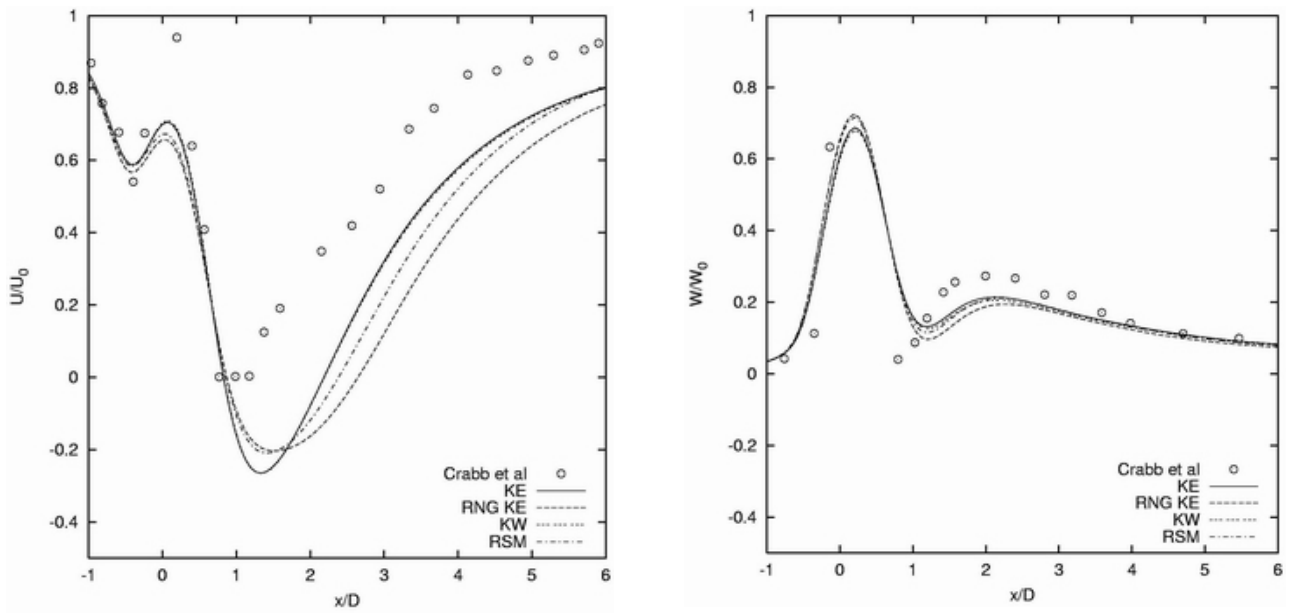 1
0.8
0.6
0.4
0.2
0
-0.2
-0.4
U/U0
-1 0 1 2 3 4 5 6
x/D
Crabb et al
KE
RNG KE
KW
RSM
1
0.8
0.6
0.4
0.2
0
-0.2
-0.4
W/W0
-1 0 1 2 3 4 5 6
x/D
Crabb et al
KE
RNG KE
KW
RSM